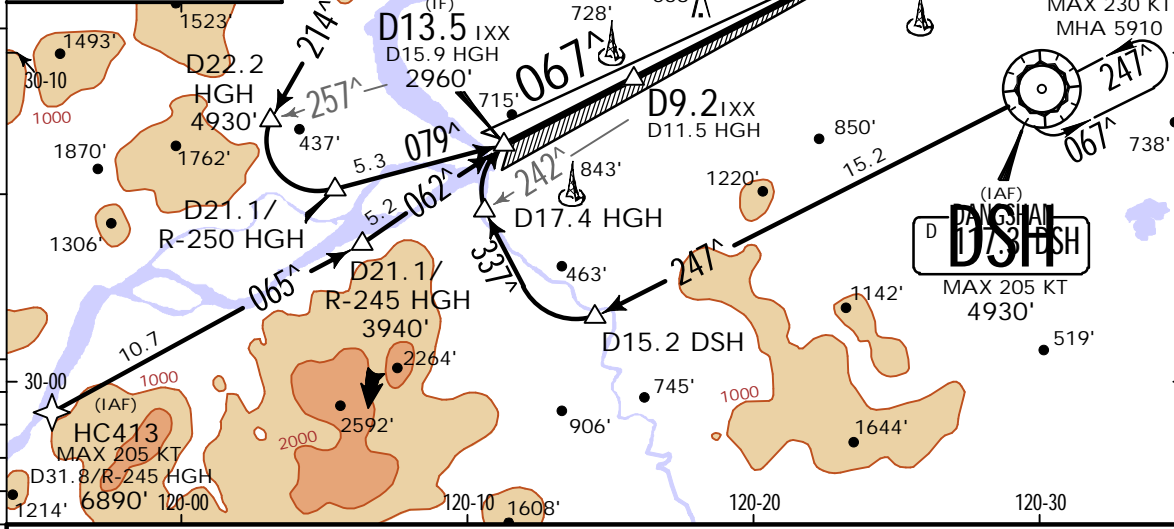 1523'
1493'
30-10
1000
D22.2
HGH
4930'
214^
257^
(IF)
D13.5 IXX
D15.9 HGH
2960'
728'
067^
715'
MAX 230 KT
MHA 5910
247^
067^
738'
D9.2 IXX
D11.5 HGH
850'
15.2
1220'
437'
079^
5.3
1870'
1762'
242^
843'
D17.4 HGH
D21.1/
R-250 HGH
5.2
062^
1306'
(IAF)
DANGSHAN
D 117.3 DSH
DSH
MAX 205 KT
4930'
337^
463'
247^
065^
D21.1/
R-245 HGH
3940'
1142'
D15.2 DSH
519'
10.7
2264'
30-00
1000
745'
1000
(IAF)
HC413
MAX 205 KT
D31.8/R-245 HGH
6890'
2592'
2000
906'
1644'
1214'
120-00
120-10
1608'
120-20
120-30